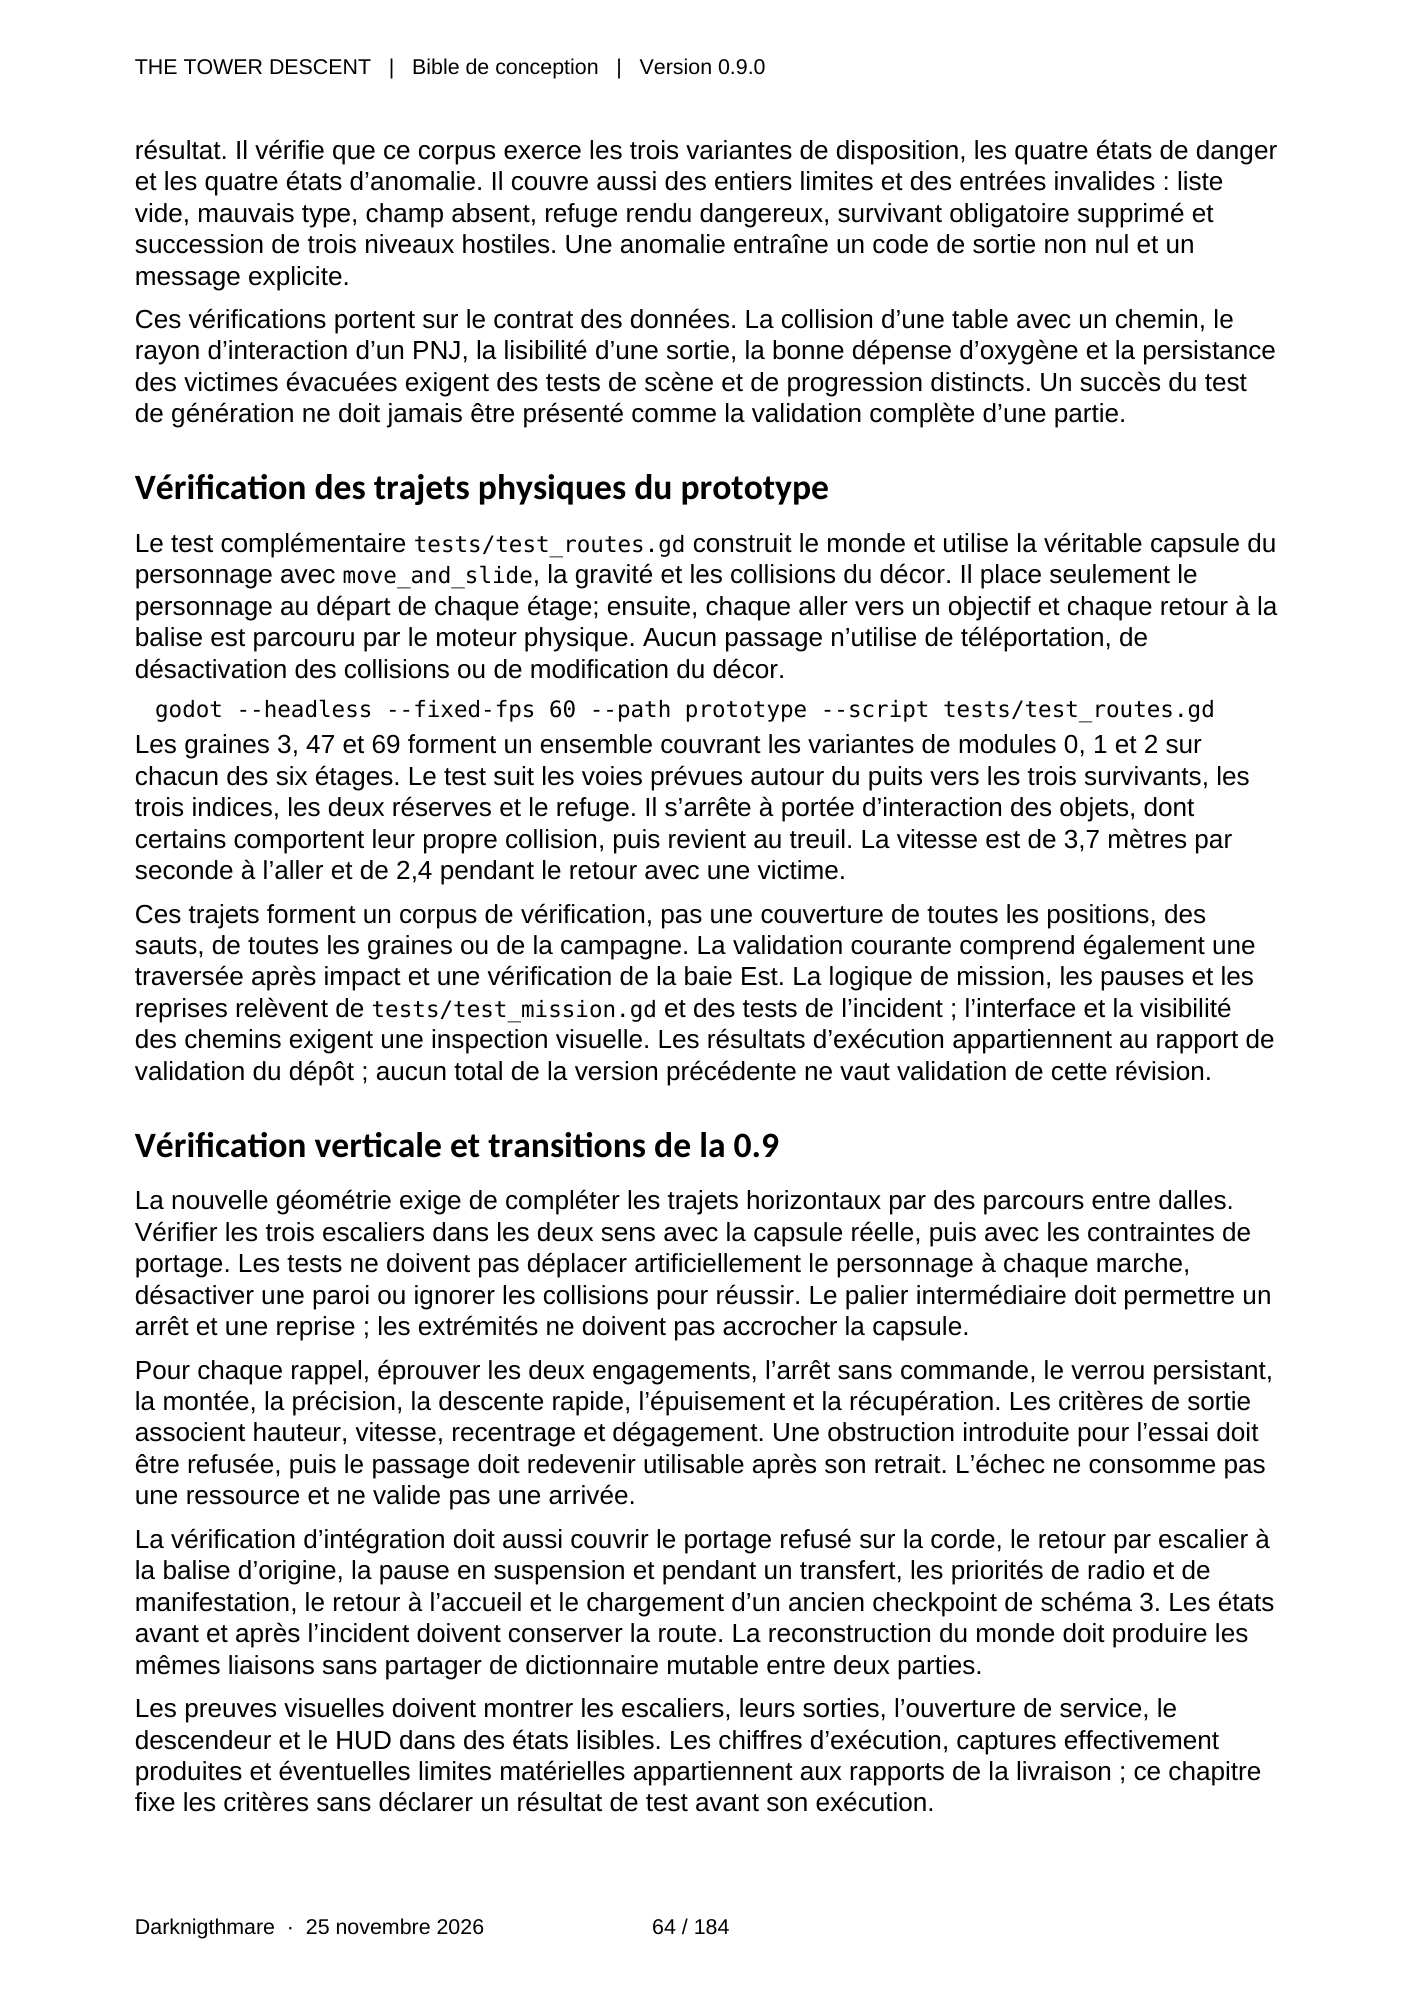 THE TOWER DESCENT | Bible de conception | Version 0.9.0
résultat. Il vérifie que ce corpus exerce les trois variantes de disposition, les quatre états de danger
et les quatre états d’anomalie. Il couvre aussi des entiers limites et des entrées invalides : liste
vide, mauvais type, champ absent, refuge rendu dangereux, survivant obligatoire supprimé et
succession de trois niveaux hostiles. Une anomalie entraîne un code de sortie non nul et un
message explicite.
Ces vérifications portent sur le contrat des données. La collision d’une table avec un chemin, le
rayon d’interaction d’un PNJ, la lisibilité d’une sortie, la bonne dépense d’oxygène et la persistance
des victimes évacuées exigent des tests de scène et de progression distincts. Un succès du test
de génération ne doit jamais être présenté comme la validation complète d’une partie.
Vérification des trajets physiques du prototype
Le test complémentaire tests/test_routes.gd construit le monde et utilise la véritable capsule du
personnage avec move_and_slide, la gravité et les collisions du décor. Il place seulement le
personnage au départ de chaque étage; ensuite, chaque aller vers un objectif et chaque retour à la
balise est parcouru par le moteur physique. Aucun passage n’utilise de téléportation, de
désactivation des collisions ou de modification du décor.
godot --headless --fixed-fps 60 --path prototype --script tests/test_routes.gd
Les graines 3, 47 et 69 forment un ensemble couvrant les variantes de modules 0, 1 et 2 sur
chacun des six étages. Le test suit les voies prévues autour du puits vers les trois survivants, les
trois indices, les deux réserves et le refuge. Il s’arrête à portée d’interaction des objets, dont
certains comportent leur propre collision, puis revient au treuil. La vitesse est de 3,7 mètres par
seconde à l’aller et de 2,4 pendant le retour avec une victime.
Ces trajets forment un corpus de vérification, pas une couverture de toutes les positions, des
sauts, de toutes les graines ou de la campagne. La validation courante comprend également une
traversée après impact et une vérification de la baie Est. La logique de mission, les pauses et les
reprises relèvent de tests/test_mission.gd et des tests de l’incident ; l’interface et la visibilité
des chemins exigent une inspection visuelle. Les résultats d’exécution appartiennent au rapport de
validation du dépôt ; aucun total de la version précédente ne vaut validation de cette révision.
Vérification verticale et transitions de la 0.9
La nouvelle géométrie exige de compléter les trajets horizontaux par des parcours entre dalles.
Vérifier les trois escaliers dans les deux sens avec la capsule réelle, puis avec les contraintes de
portage. Les tests ne doivent pas déplacer artificiellement le personnage à chaque marche,
désactiver une paroi ou ignorer les collisions pour réussir. Le palier intermédiaire doit permettre un
arrêt et une reprise ; les extrémités ne doivent pas accrocher la capsule.
Pour chaque rappel, éprouver les deux engagements, l’arrêt sans commande, le verrou persistant,
la montée, la précision, la descente rapide, l’épuisement et la récupération. Les critères de sortie
associent hauteur, vitesse, recentrage et dégagement. Une obstruction introduite pour l’essai doit
être refusée, puis le passage doit redevenir utilisable après son retrait. L’échec ne consomme pas
une ressource et ne valide pas une arrivée.
La vérification d’intégration doit aussi couvrir le portage refusé sur la corde, le retour par escalier à
la balise d’origine, la pause en suspension et pendant un transfert, les priorités de radio et de
manifestation, le retour à l’accueil et le chargement d’un ancien checkpoint de schéma 3. Les états
avant et après l’incident doivent conserver la route. La reconstruction du monde doit produire les
mêmes liaisons sans partager de dictionnaire mutable entre deux parties.
Les preuves visuelles doivent montrer les escaliers, leurs sorties, l’ouverture de service, le
descendeur et le HUD dans des états lisibles. Les chiffres d’exécution, captures effectivement
produites et éventuelles limites matérielles appartiennent aux rapports de la livraison ; ce chapitre
fixe les critères sans déclarer un résultat de test avant son exécution.
Darknigthmare · 25 novembre 2026 64 / 184